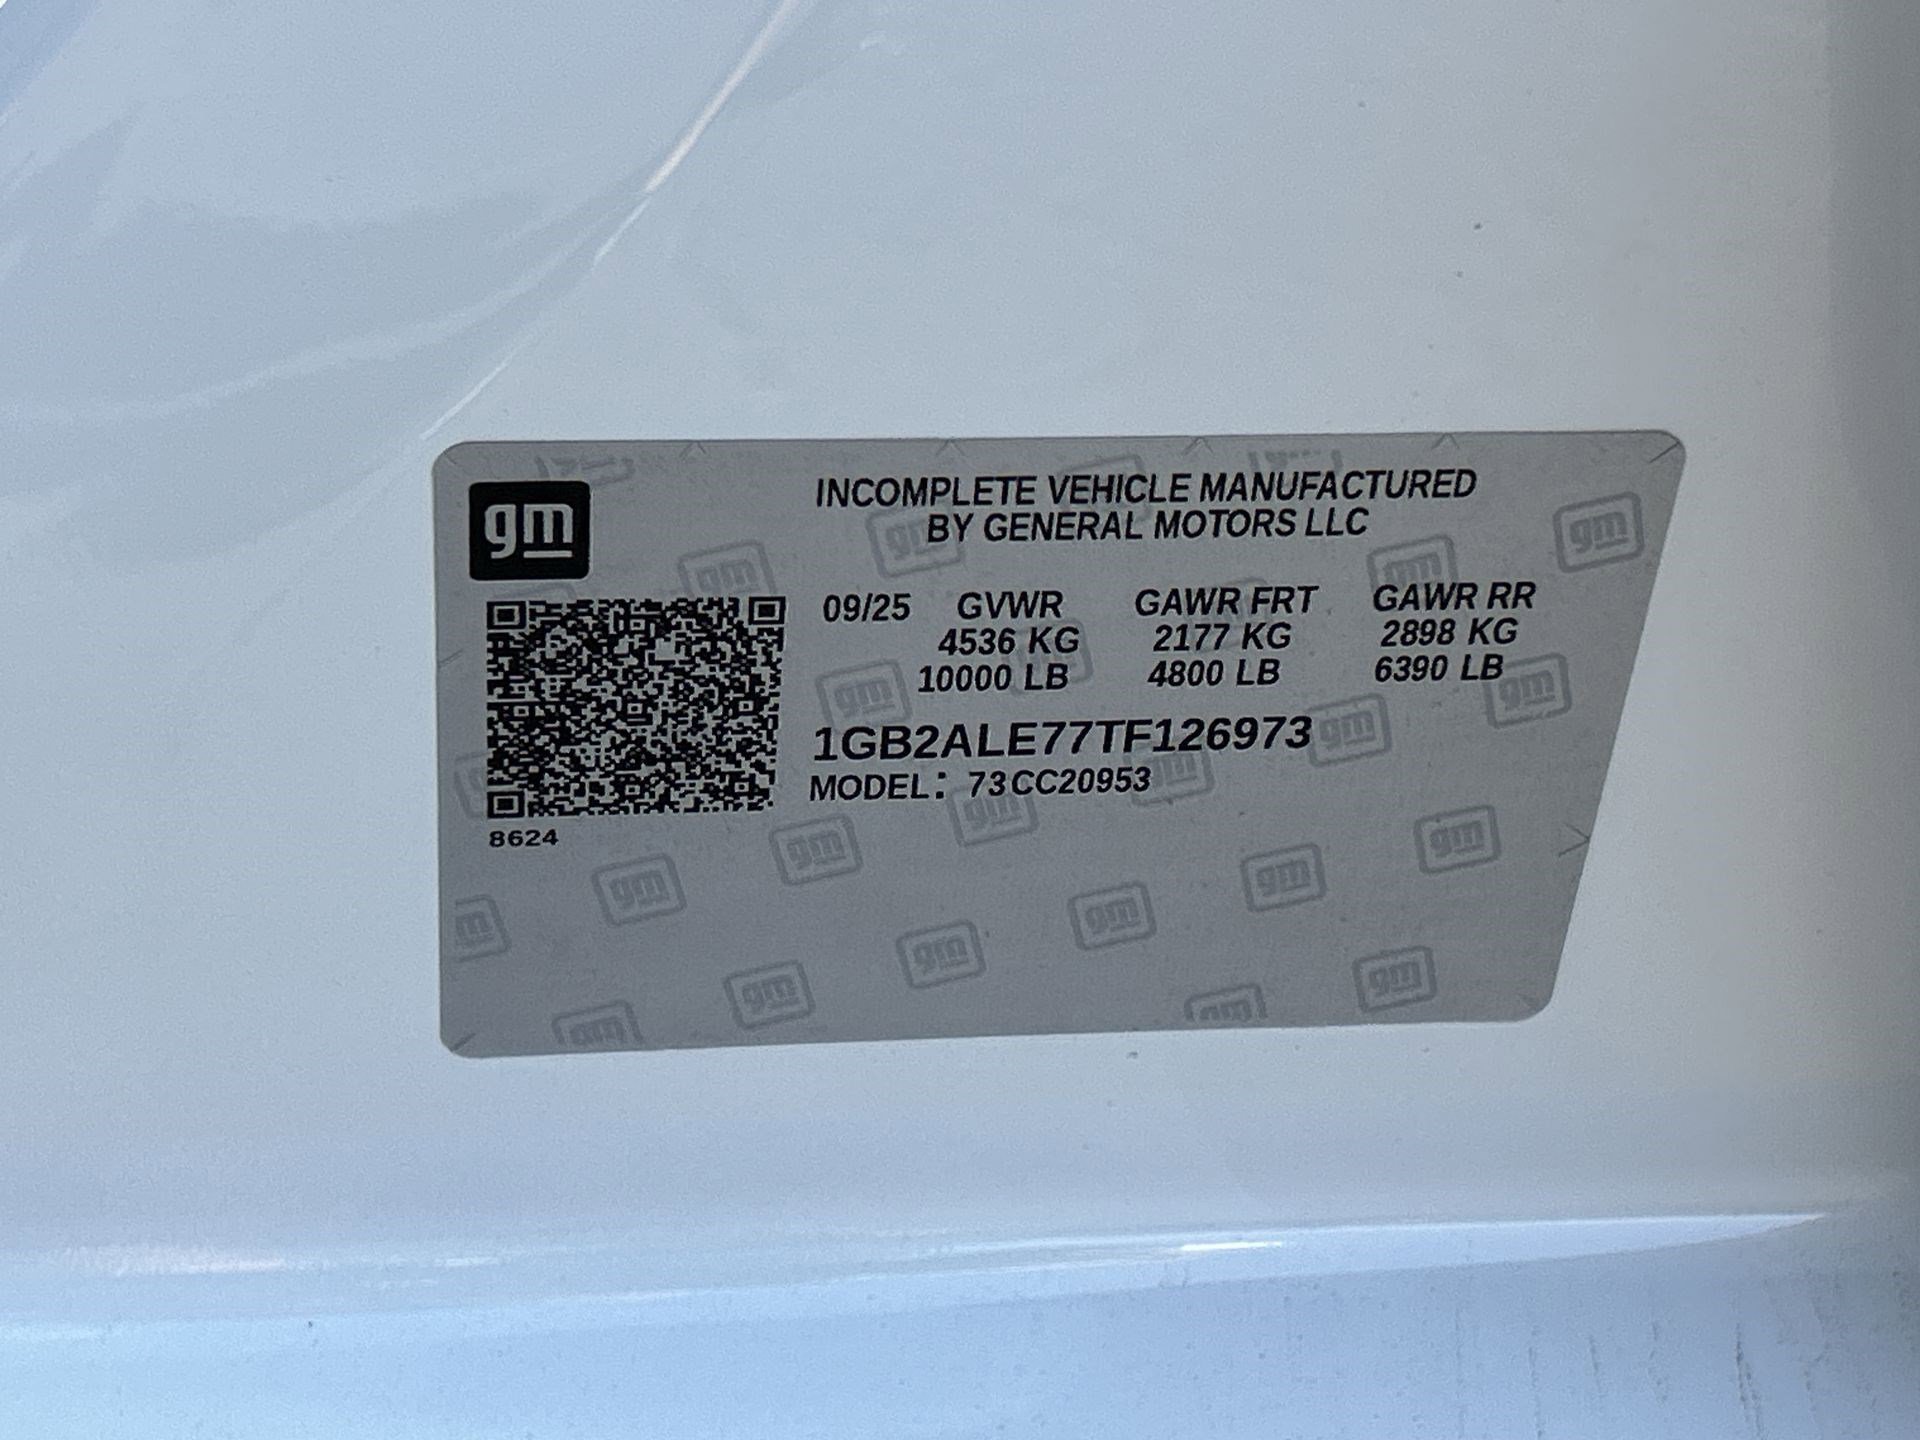 gm
INCOMPLETE VEHICLE MANUFACTURED
BY GENERAL MOTORS LLC
09/25 GVWR GAWR FRT GAWR RR
4536 KG 2177 KG 2898 KG
10000 LB 4800 LB 6390 LB
1GB2ALE77TF126973
MODEL: 73CC20953
8624